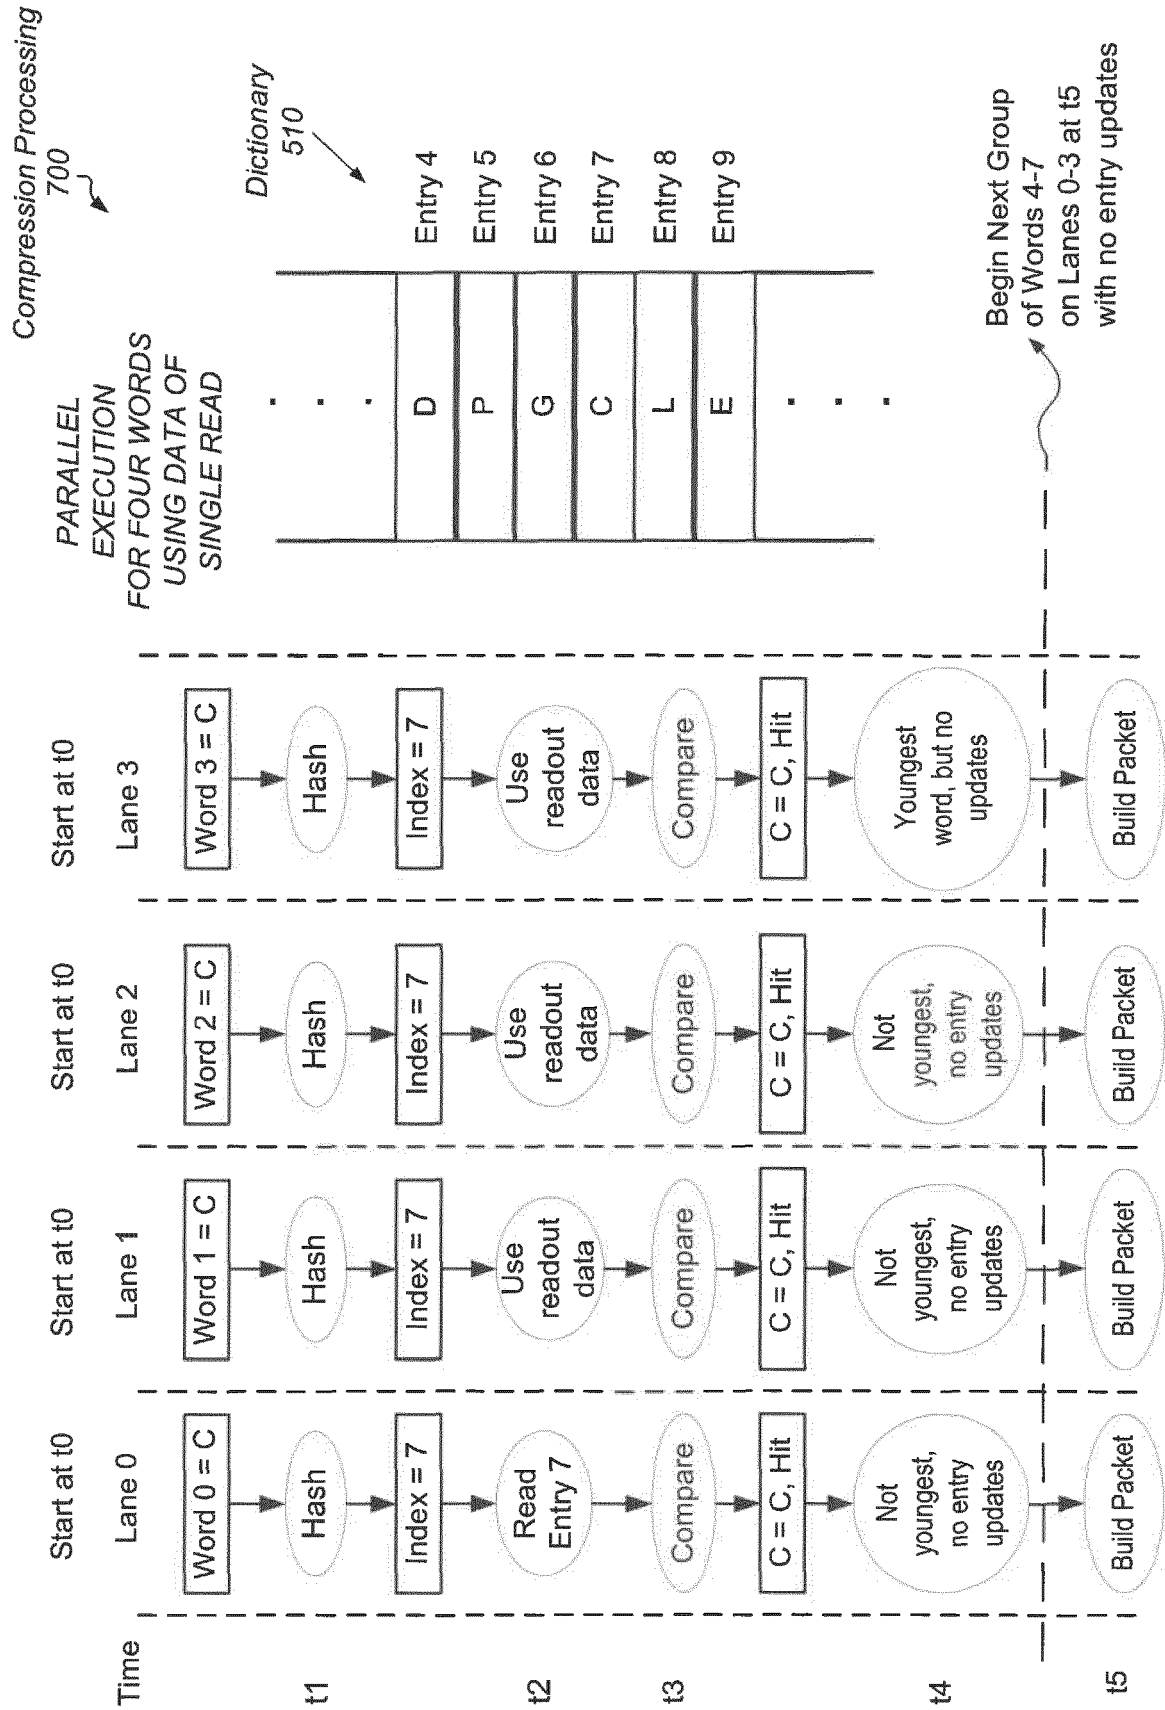 Compression Processing
700
PARALLEL
EXECUTION
FOR FOUR WORDS
USING DATA OF
SINGLE READ
Start at t0
Start at t0
Start at t0
Start at t0
Time
Lane 0
Lane 1
Lane 2
Lane 3
Word 0 = C
Word 1 = C
Word 2 = C
Word 3 = C
t1
Hash
Hash
Hash
Hash
Index = 7
Index = 7
Index = 7
Index = 7
t2
Read
Entry 7
Use
readout
data
Use
readout
data
Use
readout
data
t3
Compare
Compare
Compare
Compare
C = C, Hit
C = C, Hit
C = C, Hit
C = C, Hit
t4
Not
youngest,
no entry
updates
Not
youngest,
no entry
updates
Not
youngest,
no entry
updates
Youngest
word, but no
updates
t5
Build Packet
Build Packet
Build Packet
Build Packet
Dictionary
510
D
Entry 4
P
Entry 5
G
Entry 6
C
Entry 7
L
Entry 8
E
Entry 9
Begin Next Group
of Words 4-7
on Lanes 0-3 at t5
with no entry updates